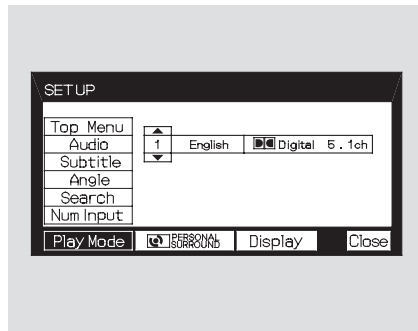 SETUP
Top Menu
Audio
Subtitle
Angle
Search
Num Input
1 English Digital 5.1ch
Play Mode PERSONAL SURROUND Display Close